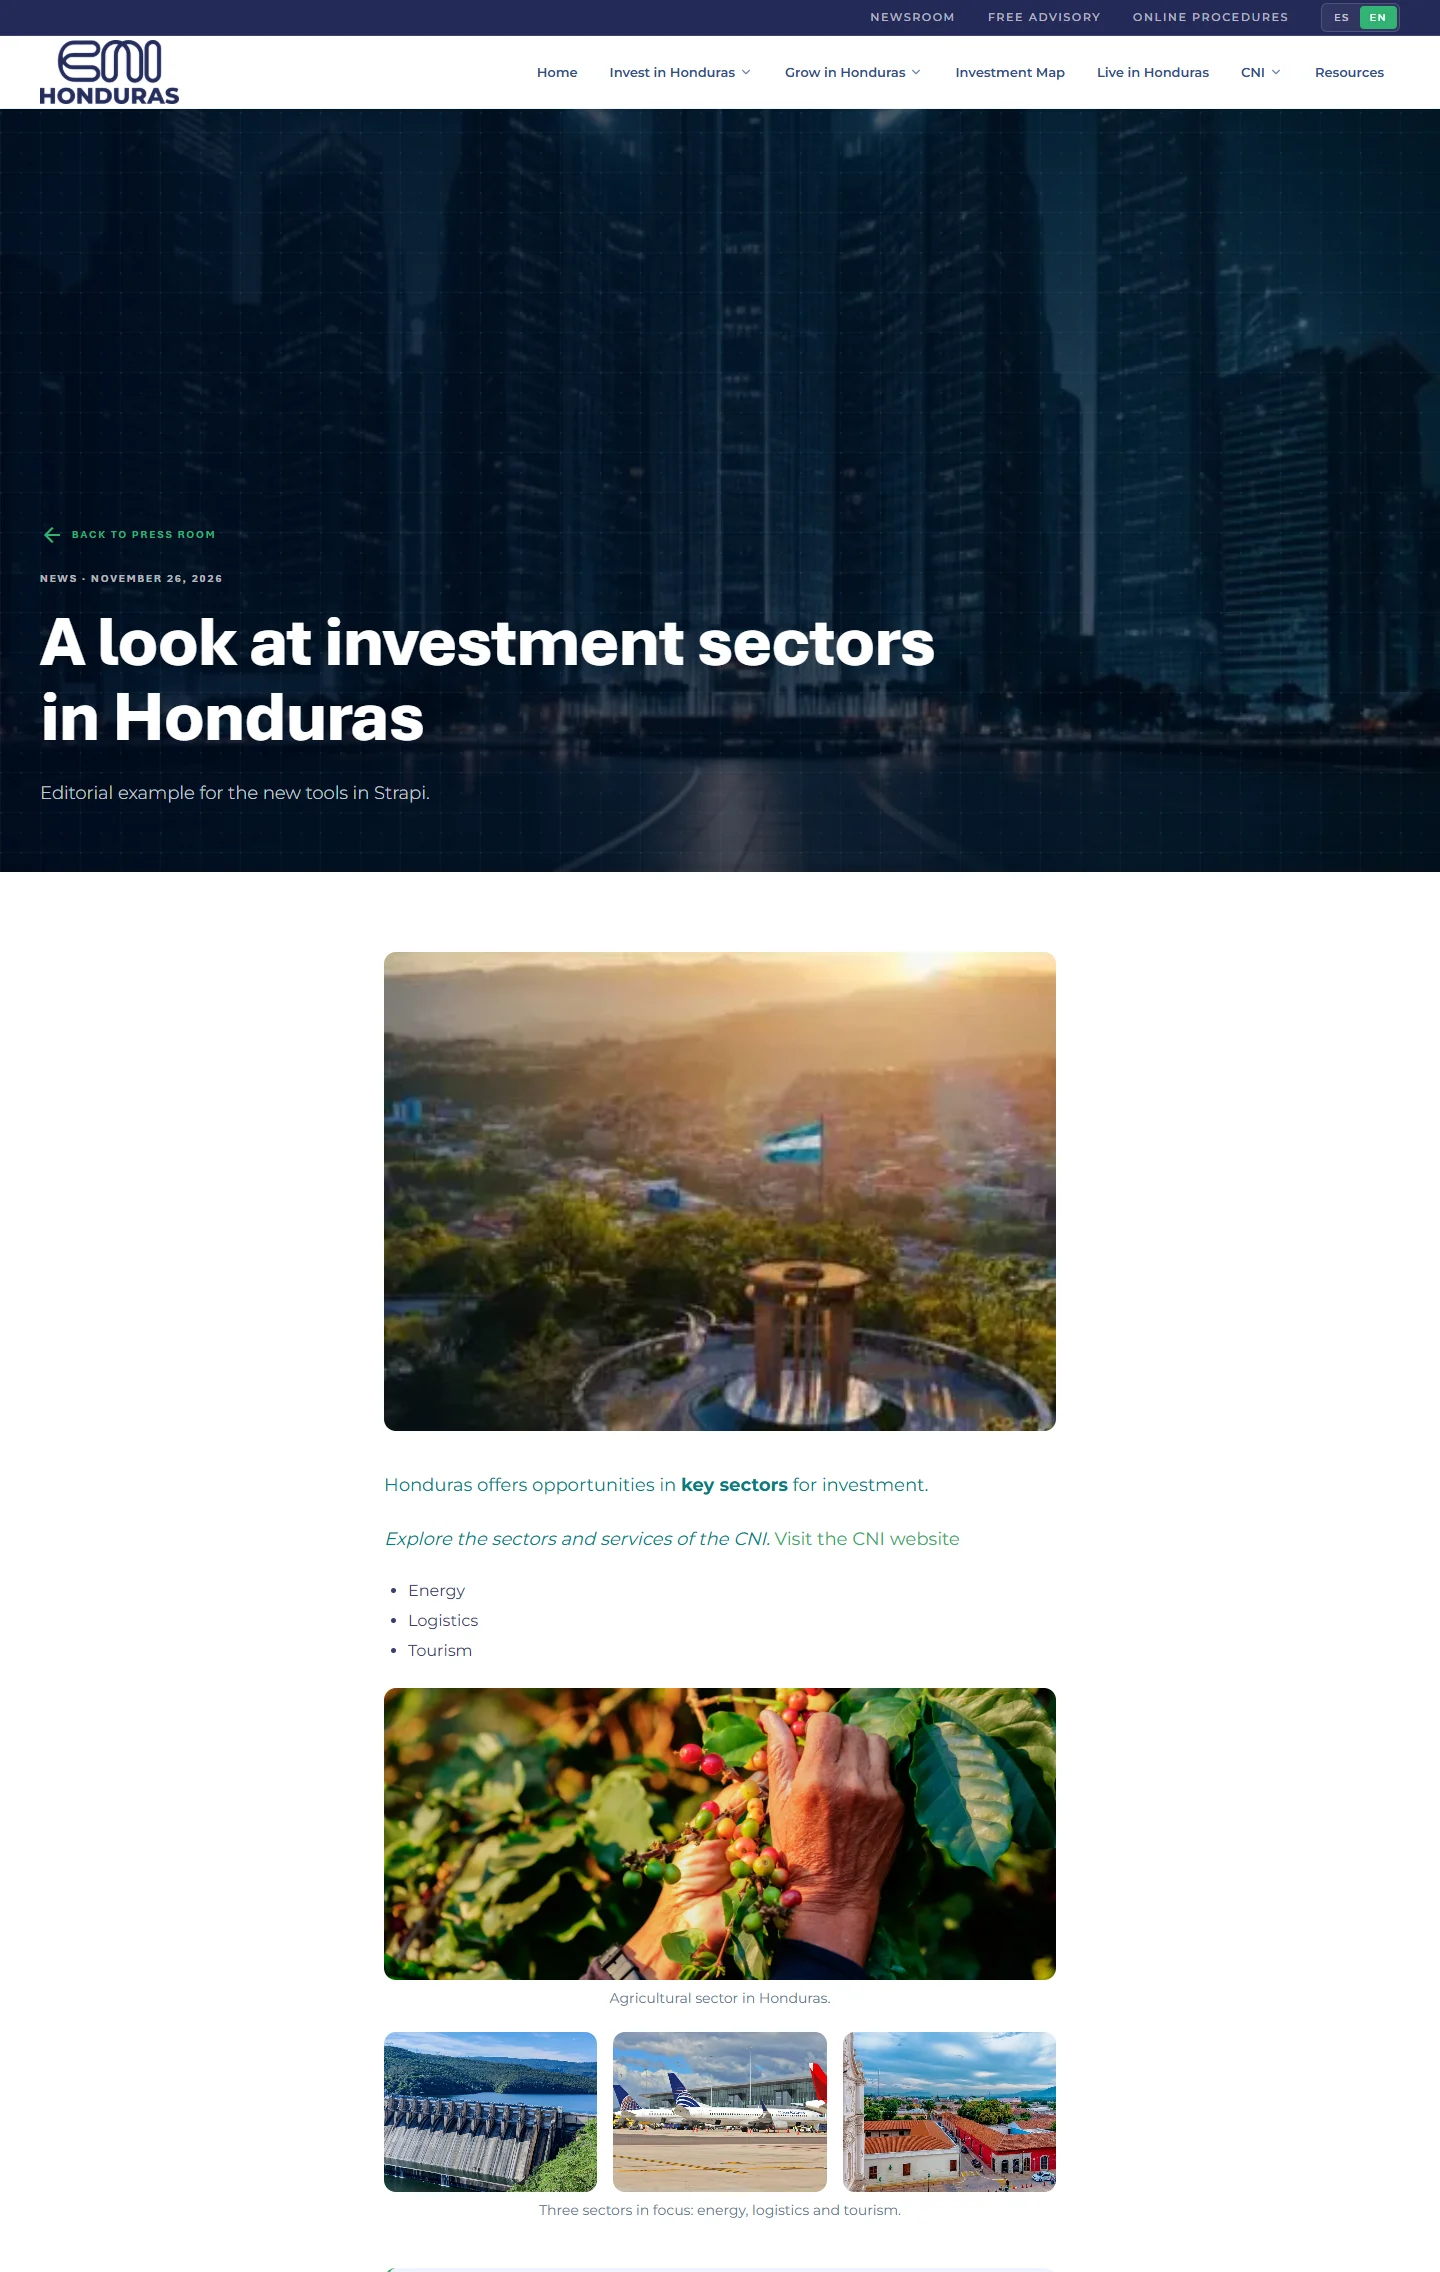 NEWSROOM FREE ADVISORY ONLINE PROCEDURES ES EN
HONDURAS
Home Invest in Honduras Grow in Honduras Investment Map Live in Honduras CNI Resources
BACK TO PRESS ROOM
NEWS · NOVEMBER 26, 2026
A look at investment sectors
in Honduras
Editorial example for the new tools in Strapi.
Honduras offers opportunities in key sectors for investment.
Explore the sectors and services of the CNI. Visit the CNI website
• Energy
• Logistics
• Tourism
Agricultural sector in Honduras.
Three sectors in focus: energy, logistics and tourism.